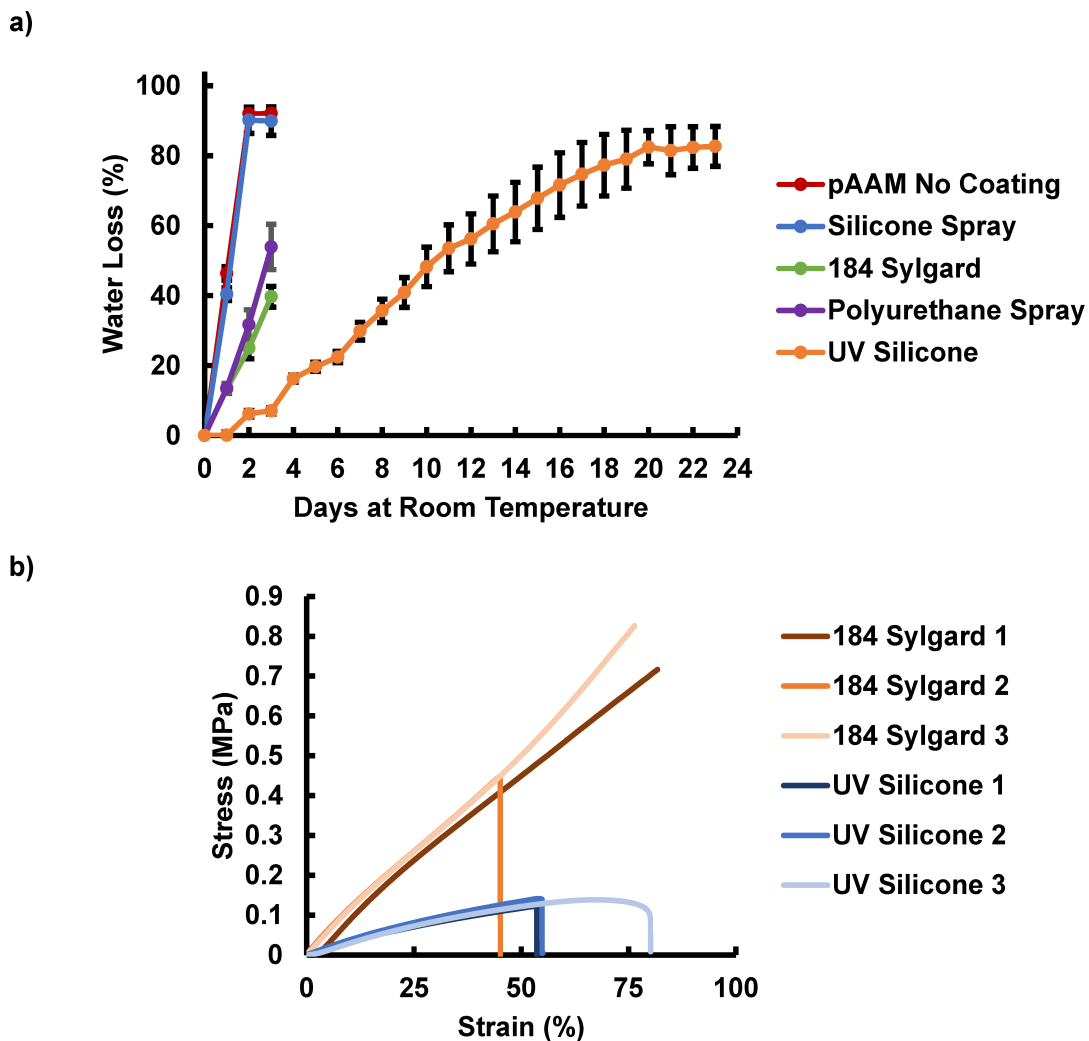 a)
Water Loss (%)
100
80
60
40
20
0
0 2 4 6 8 10 12 14 16 18 20 22 24
Days at Room Temperature
pAAM No Coating
Silicone Spray
184 Sylgard
Polyurethane Spray
UV Silicone
b)
Stress (MPa)
0.9
0.8
0.7
0.6
0.5
0.4
0.3
0.2
0.1
0
0 25 50 75 100
Strain (%)
184 Sylgard 1
184 Sylgard 2
184 Sylgard 3
UV Silicone 1
UV Silicone 2
UV Silicone 3